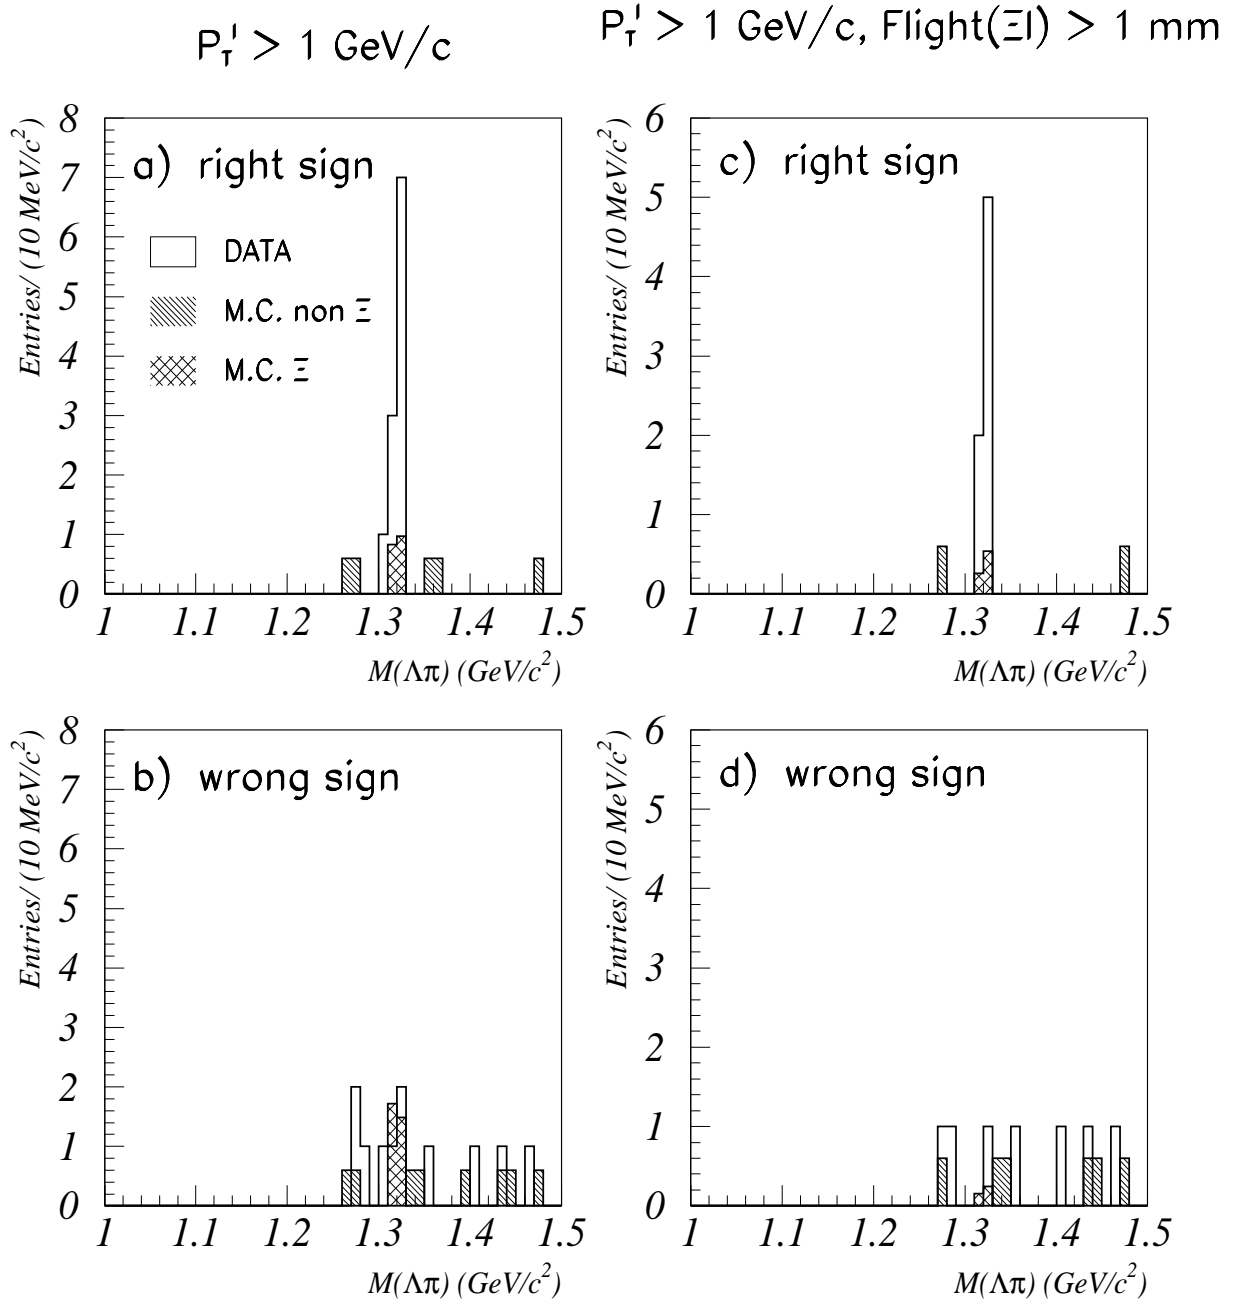 P_T^l > 1 GeV/c
P_T^l > 1 GeV/c, Flight(Ξl) > 1 mm
Entries/ (10 MeV/c²)
8
7
6
5
4
3
2
1
0
a) right sign
DATA
M.C. non Ξ
M.C. Ξ
1 1.1 1.2 1.3 1.4 1.5
M(Λπ) (GeV/c²)
Entries/ (10 MeV/c²)
6
5
4
3
2
1
0
c) right sign
1 1.1 1.2 1.3 1.4 1.5
M(Λπ) (GeV/c²)
Entries/ (10 MeV/c²)
8
7
6
5
4
3
2
1
0
b) wrong sign
1 1.1 1.2 1.3 1.4 1.5
M(Λπ) (GeV/c²)
Entries/ (10 MeV/c²)
6
5
4
3
2
1
0
d) wrong sign
1 1.1 1.2 1.3 1.4 1.5
M(Λπ) (GeV/c²)